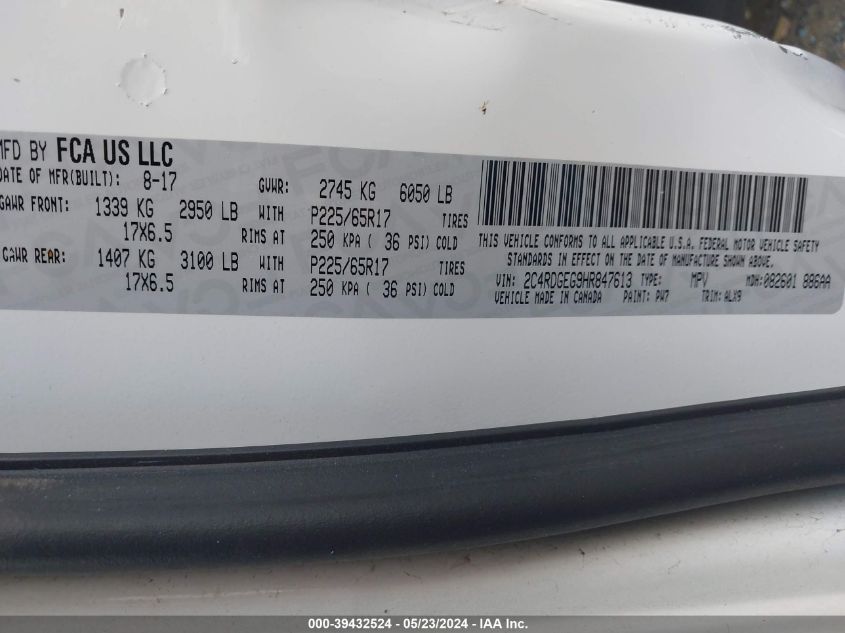 MFD BY FCA US LLC
DATE OF MFR(BUILT): 8-17 GVWR: 2745 KG 6050 LB
GAWR FRONT: 1339 KG 2950 LB WITH P225/65R17 TIRES
17X6.5 RIMS AT 250 KPA ( 36 PSI) COLD
GAWR REAR: 1407 KG 3100 LB WITH P225/65R17 TIRES
17X6.5 RIMS AT 250 KPA ( 36 PSI) COLD
THIS VEHICLE CONFORMS TO ALL APPLICABLE U.S.A. FEDERAL MOTOR VEHICLE SAFETY
STANDARDS IN EFFECT ON THE DATE OF MANUFACTURE SHOWN ABOVE.
VIN: 2C4RDGEG9HR847613 TYPE: MPV MDH:082601 886AA
VEHICLE MADE IN CANADA PAINT: PW7 TRIM: ALX9
000-39432524 - 05/23/2024 - IAA Inc.